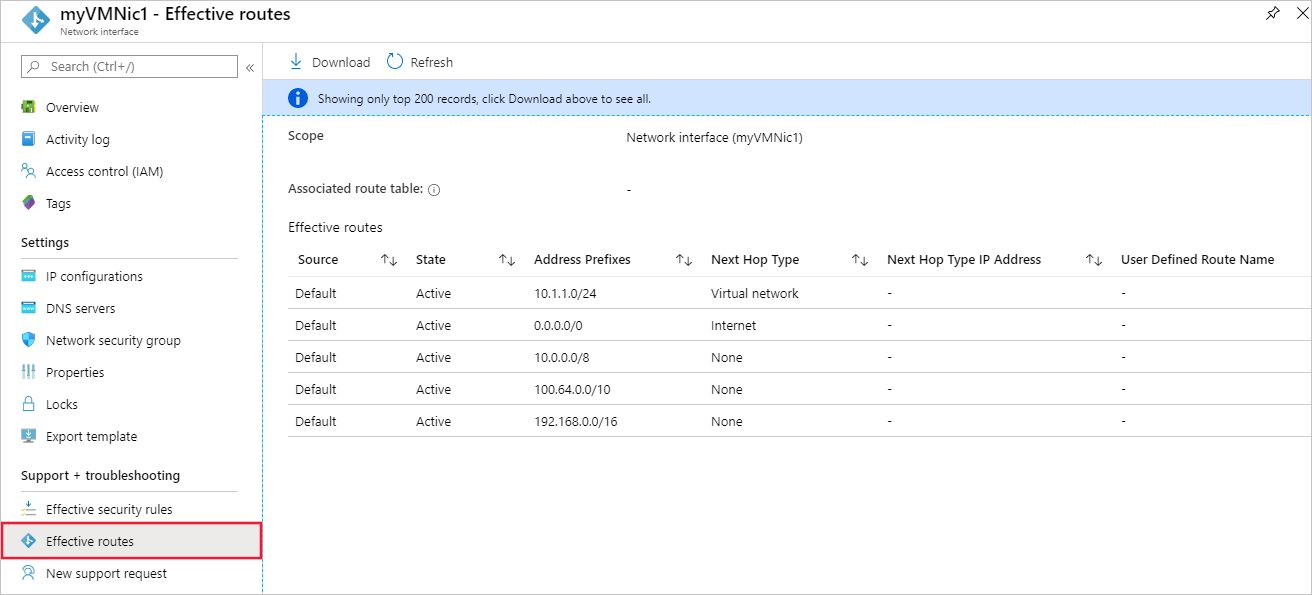 myVMNic1 - Effective routes
Network interface
Search (Ctrl+/)
«
Overview
Activity log
Access control (IAM)
Tags
Settings
IP configurations
DNS servers
Network security group
Properties
Locks
Export template
Support + troubleshooting
Effective security rules
Effective routes
New support request
Download Refresh
Showing only top 200 records, click Download above to see all.
Scope Network interface (myVMNic1)
Associated route table: -
Effective routes
Source ↑↓ State ↑↓ Address Prefixes ↑↓ Next Hop Type ↑↓ Next Hop Type IP Address ↑↓ User Defined Route Name
Default Active 10.1.1.0/24 Virtual network - -
Default Active 0.0.0.0/0 Internet - -
Default Active 10.0.0.0/8 None - -
Default Active 100.64.0.0/10 None - -
Default Active 192.168.0.0/16 None - -